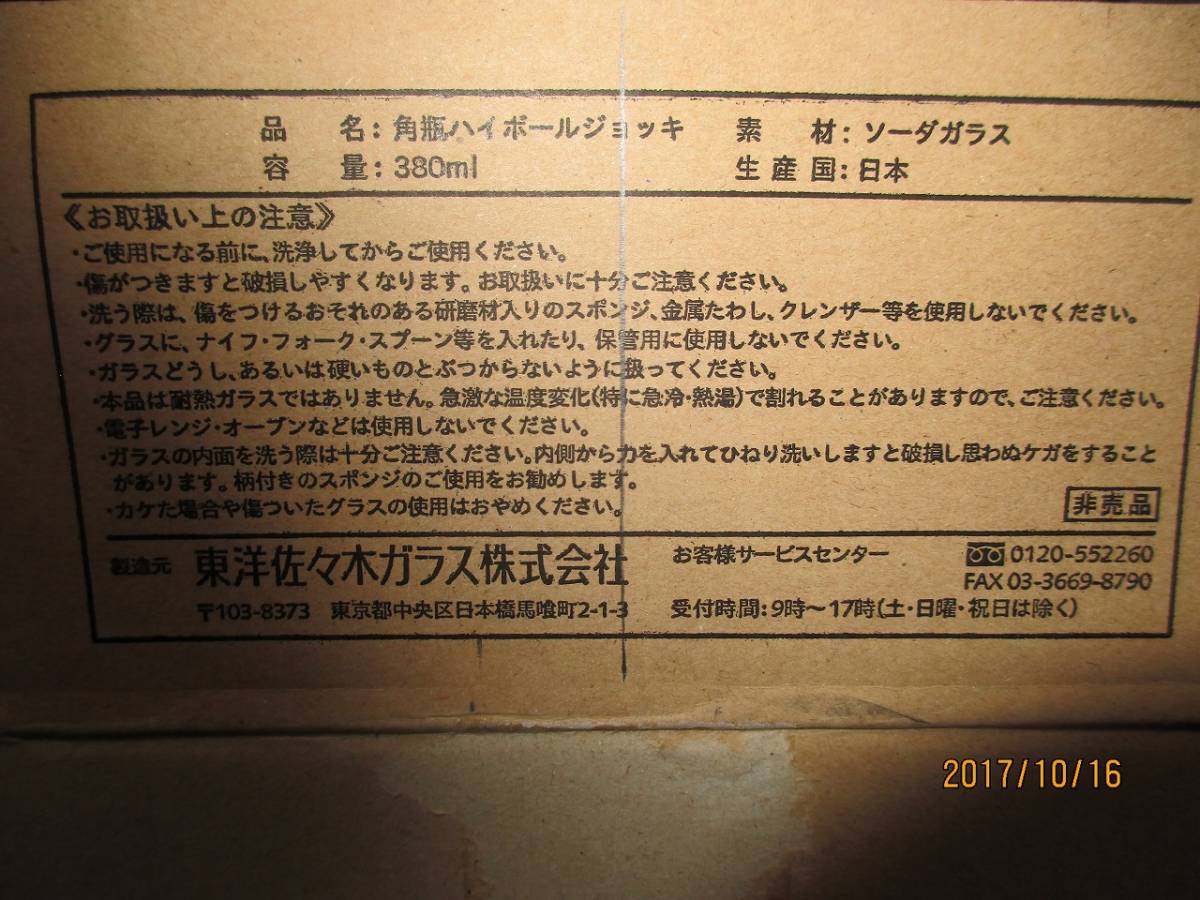 品　名：角瓶ハイボールジョッキ　素　材：ソーダガラス
容　量：380ml　生産国：日本
《お取扱い上の注意》
・ご使用になる前に、洗浄してからご使用ください。
・傷がつきますと破損しやすくなります。お取扱いに十分ご注意ください。
・洗う際は、傷をつけるおそれのある研磨材入りのスポンジ、金属たわし、クレンザー等を使用しないでください。
・グラスに、ナイフ・フォーク・スプーン等を入れたり、保管用に使用しないでください。
・ガラスどうし、あるいは硬いものとぶつからないように扱ってください。
・本品は耐熱ガラスではありません。急激な温度変化(特に急冷・熱湯)で割れることがありますので、ご注意ください。
・電子レンジ・オーブンなどは使用しないでください。
・ガラスの内面を洗う際は十分ご注意ください。内側から力を入れてひねり洗いしますと破損し思わぬケガをすること
があります。柄付きのスポンジのご使用をお勧めします。
・カケた場合や傷ついたグラスの使用はおやめください。
非売品
製造元　東洋佐々木ガラス株式会社　お客様サービスセンター　0120-552260
FAX 03-3669-8790
〒103-8373　東京都中央区日本橋馬喰町2-1-3　受付時間：9時～17時(土・日曜・祝日は除く)
2017/10/16